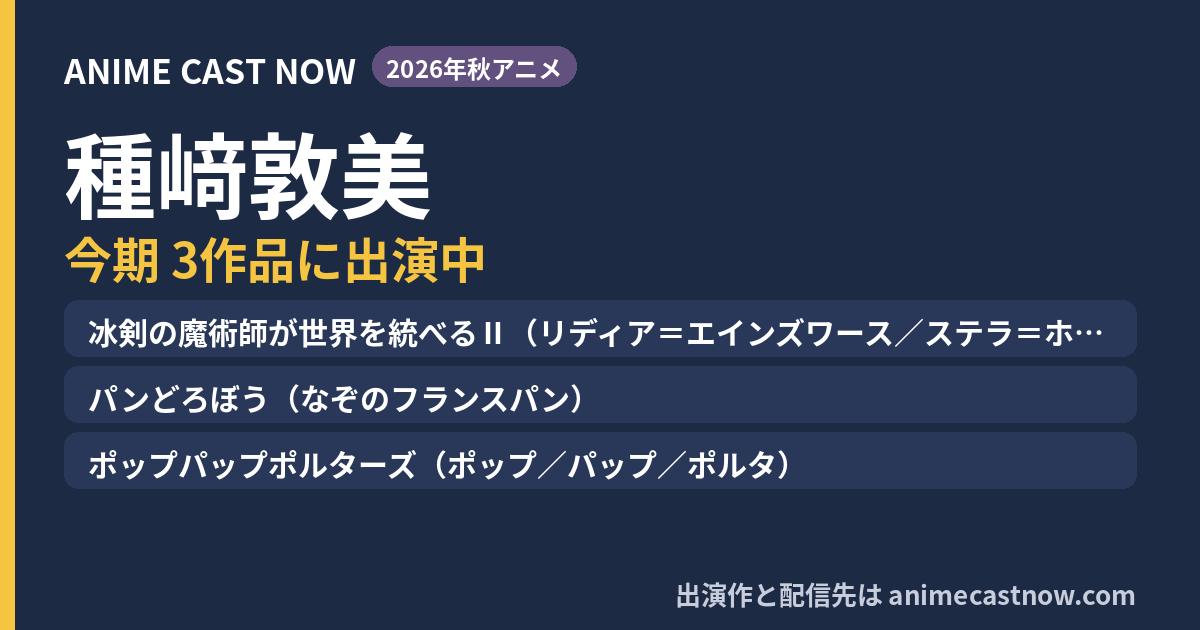 ANIME CAST NOW 2026年秋アニメ
種﨑敦美
今期 3作品に出演中
冰剣の魔術師が世界を統べるⅡ（リディア＝エインズワース／ステラ＝ホ…
パンどろぼう（なぞのフランスパン）
ポップパップポルターズ（ポップ／パップ／ポルタ）
出演作と配信先は animecastnow.com